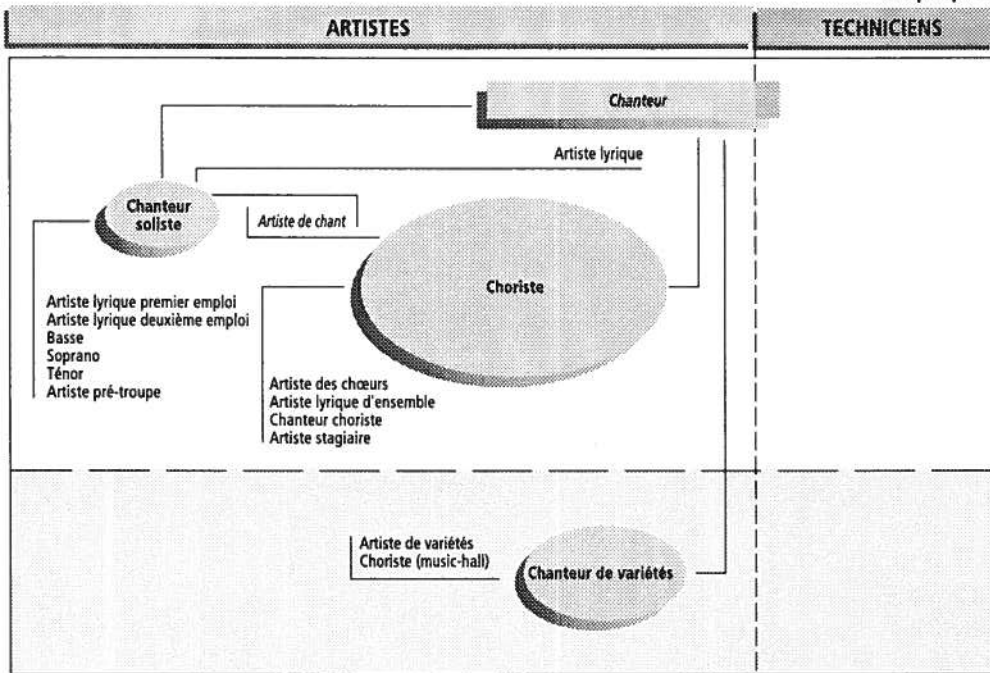 ARTISTES
TECHNICIENS
Chanteur
Artiste lyrique
Chanteur
soliste
Artiste de chant
Choriste
Artiste lyrique premier emploi
Artiste lyrique deuxième emploi
Basse
Soprano
Ténor
Artiste pré-troupe
Artiste des chœurs
Artiste lyrique d'ensemble
Chanteur choriste
Artiste stagiaire
Artiste de variétés
Choriste (music-hall)
Chanteur de variétés